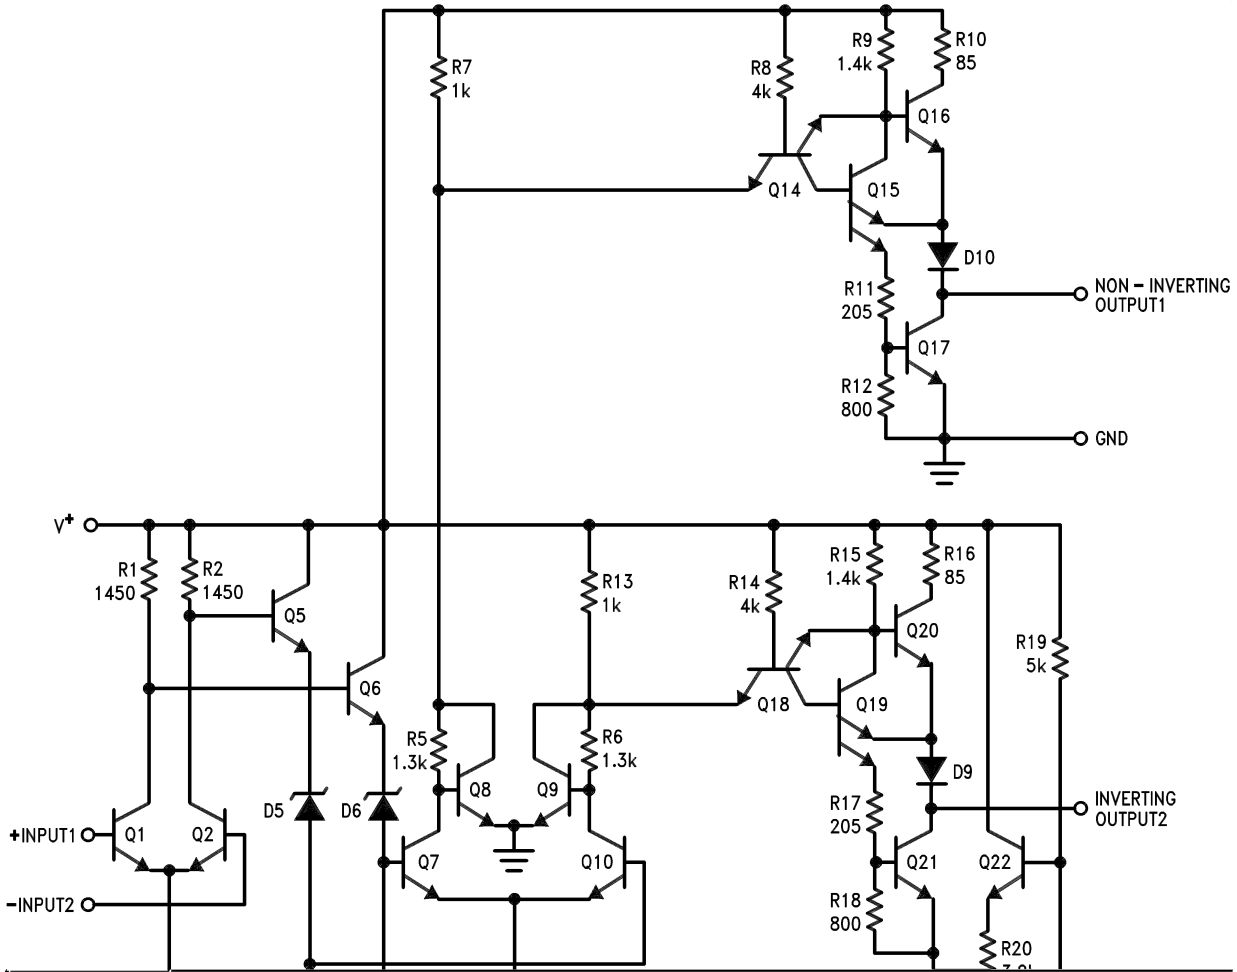 R7
1k
R8
4k
R9
1.4k
R10
85
Q16
Q14
Q15
D10
NON – INVERTING
OUTPUT1
R11
205
Q17
R12
800
GND
V+
R1
1450
R2
1450
Q5
Q6
R13
1k
R14
4k
R15
1.4k
R16
85
Q20
R19
5k
Q18
Q19
R5
1.3k
R6
1.3k
Q8
Q9
D5
D6
D9
INVERTING
OUTPUT2
R17
205
+INPUT1
Q1
Q2
Q7
Q10
Q21
Q22
-INPUT2
R18
800
R20